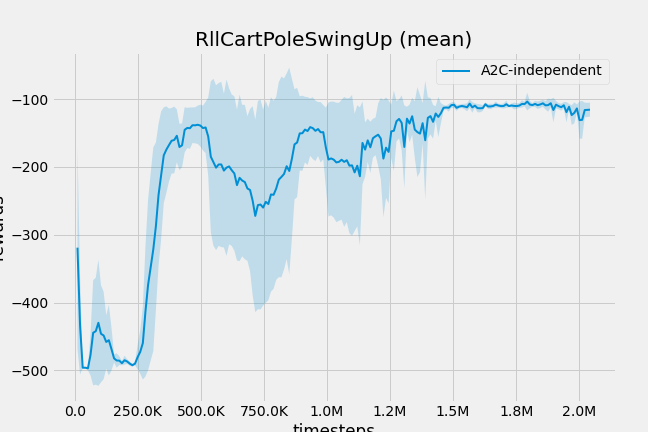 RllCartPoleSwingUp (mean)
A2C-independent
−100
−200
−300
−400
−500
rewards
0.0 250.0K 500.0K 750.0K 1.0M 1.2M 1.5M 1.8M 2.0M
timesteps